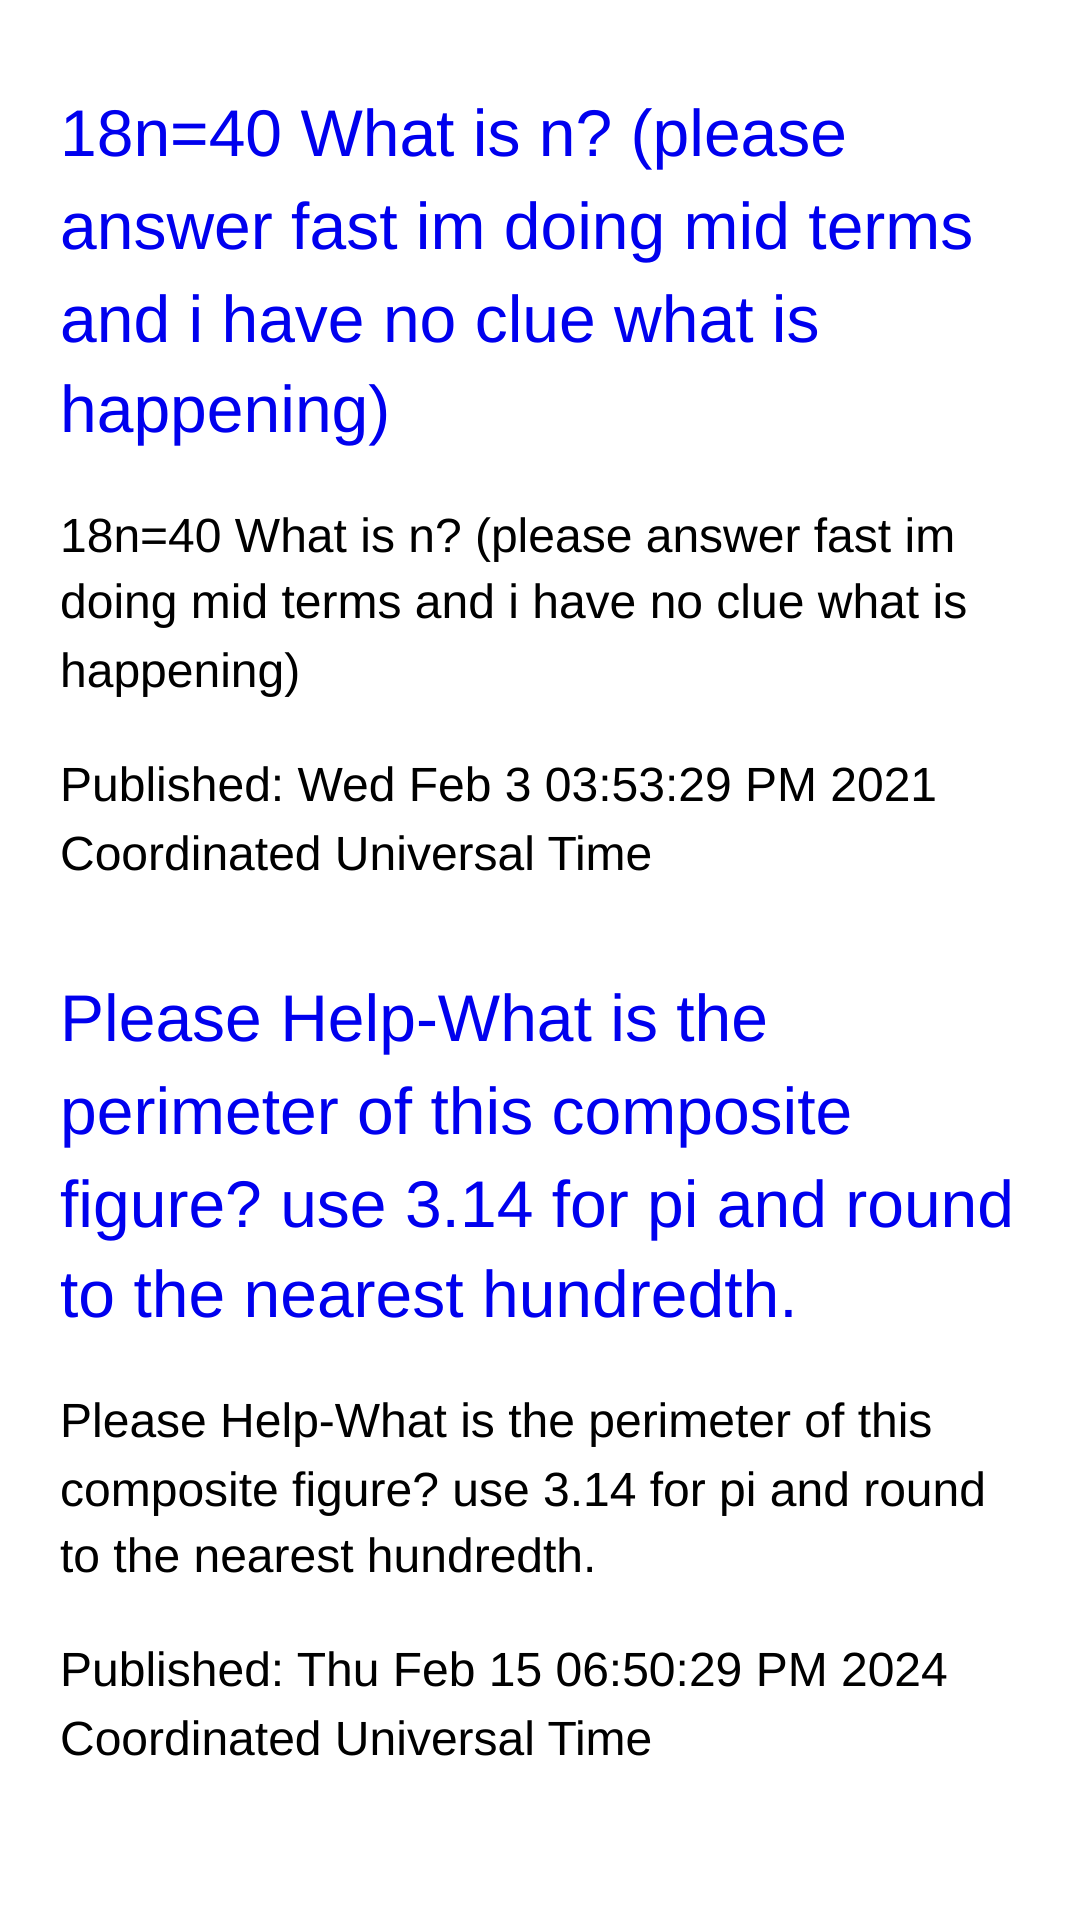 18n=40 What is n? (please
answer fast im doing mid terms
and i have no clue what is
happening)
18n=40 What is n? (please answer fast im
doing mid terms and i have no clue what is
happening)
Published: Wed Feb 3 03:53:29 PM 2021
Coordinated Universal Time
Please Help-What is the
perimeter of this composite
figure? use 3.14 for pi and round
to the nearest hundredth.
Please Help-What is the perimeter of this
composite figure? use 3.14 for pi and round
to the nearest hundredth.
Published: Thu Feb 15 06:50:29 PM 2024
Coordinated Universal Time